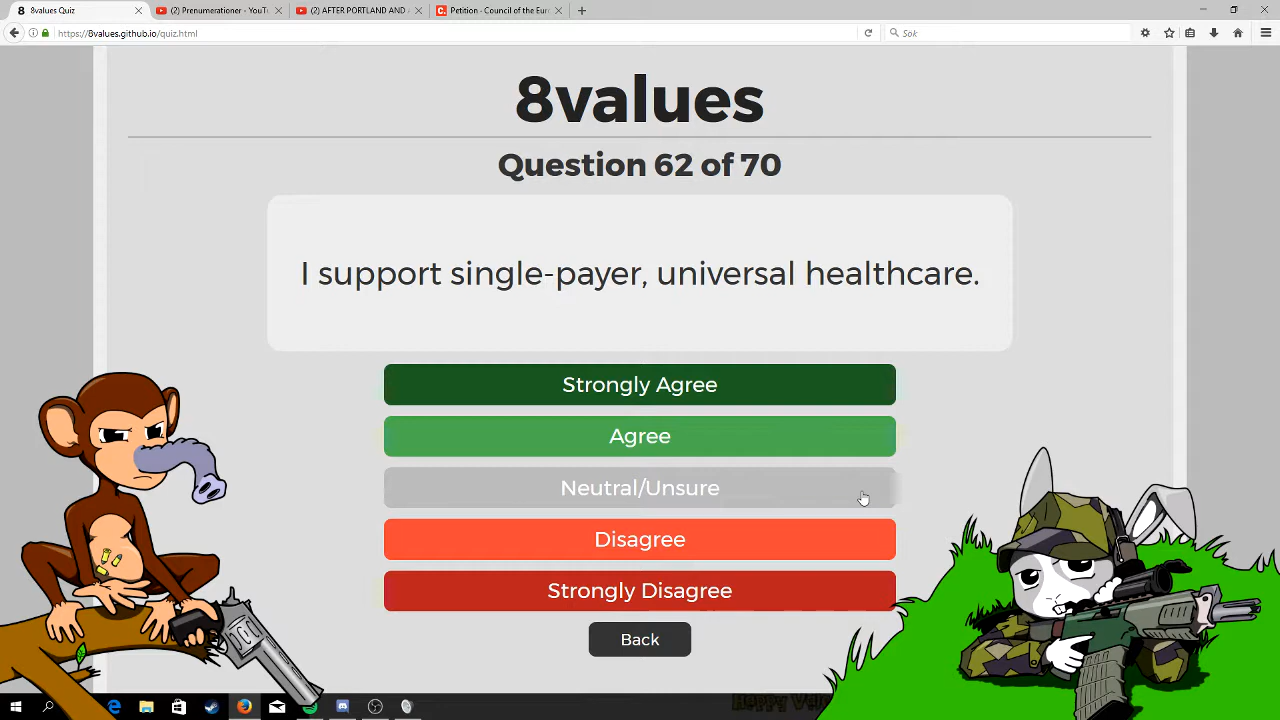 8 8values Quiz
(2) Prenumerationer - YouTu
(2) AFTER PORTLAND AND
C. Petition - Council of the Euro
https://8values.github.io/quiz.html
Sök
8values
Question 62 of 70
I support single-payer, universal healthcare.
Strongly Agree
Agree
Neutral/Unsure
Disagree
Strongly Disagree
Back